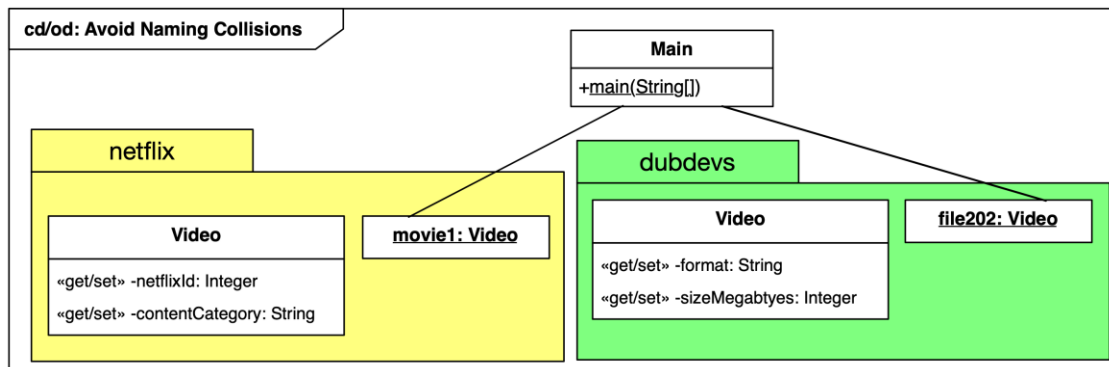 cd/od: Avoid Naming Collisions
Main
+main(String[])
netflix
Video
«get/set» -netflixId: Integer
«get/set» -contentCategory: String
movie1: Video
dubdevs
Video
«get/set» -format: String
«get/set» -sizeMegabtyes: Integer
file202: Video